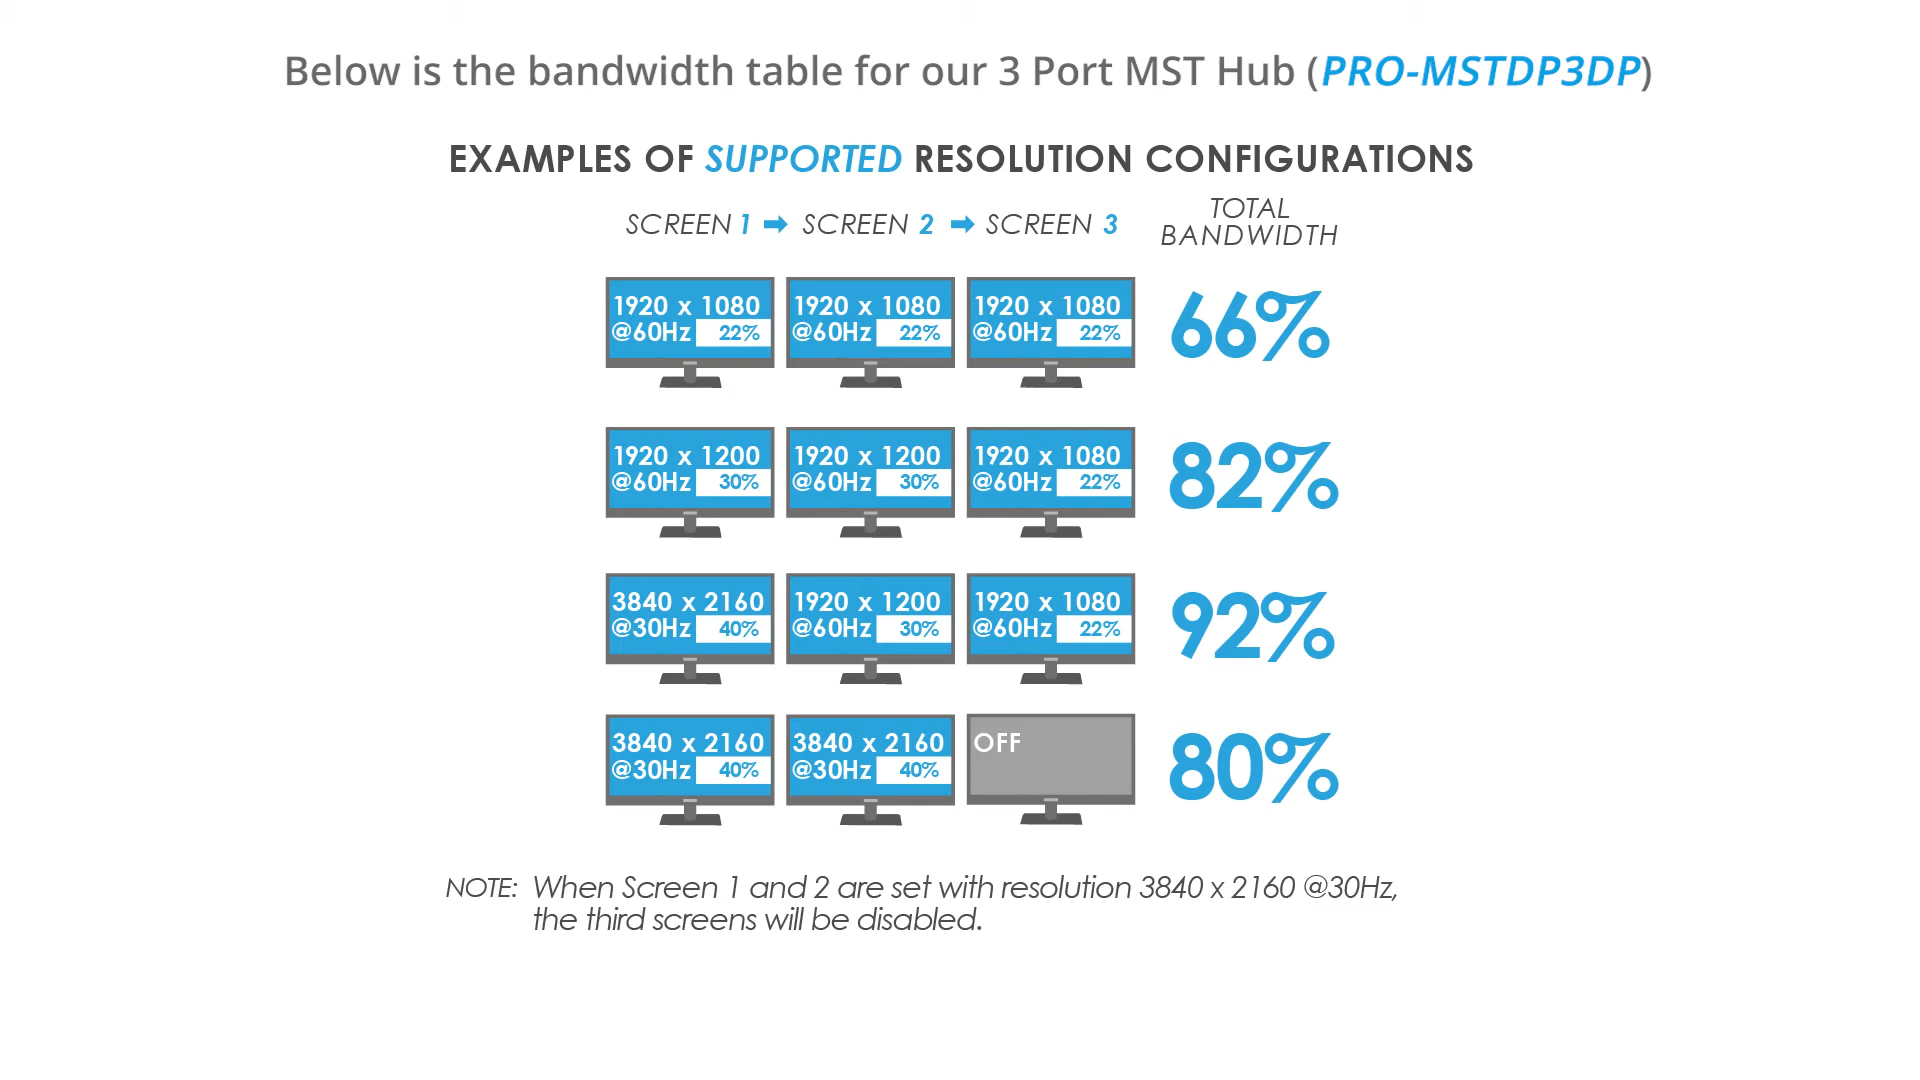 Below is the bandwidth table for our 3 Port MST Hub (PRO-MSTDP3DP)
EXAMPLES OF SUPPORTED RESOLUTION CONFIGURATIONS
SCREEN 1 ➡ SCREEN 2 ➡ SCREEN 3
TOTAL
BANDWIDTH
1920 x 1080 1920 x 1080 1920 x 1080
@60Hz 22% @60Hz 22% @60Hz 22%
66%
1920 x 1200 1920 x 1200 1920 x 1080
@60Hz 30% @60Hz 30% @60Hz 22%
82%
3840 x 2160 1920 x 1200 1920 x 1080
@30Hz 40% @60Hz 30% @60Hz 22%
92%
3840 x 2160 3840 x 2160 OFF
@30Hz 40% @30Hz 40%
80%
NOTE: When Screen 1 and 2 are set with resolution 3840 x 2160 @30Hz,
the third screens will be disabled.